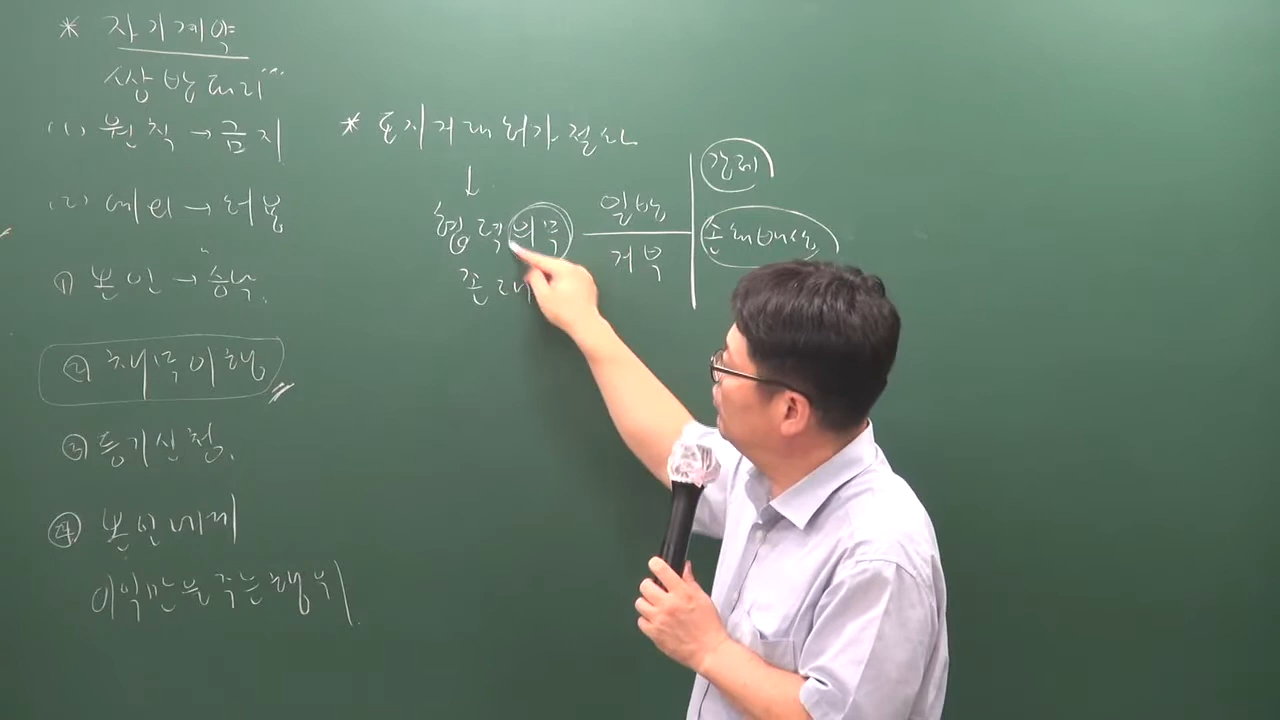 * 자기계약
쌍방대리
(1) 원칙 → 금지
(2) 예외 → 허용
① 본인 → 승낙.
② 채무이행
③ 등기신청.
④ 본인에게
이익만을 주는 행위.
* 토지거래허가절차
↓
협력의무
존재
일방
거부
강제
손해배상